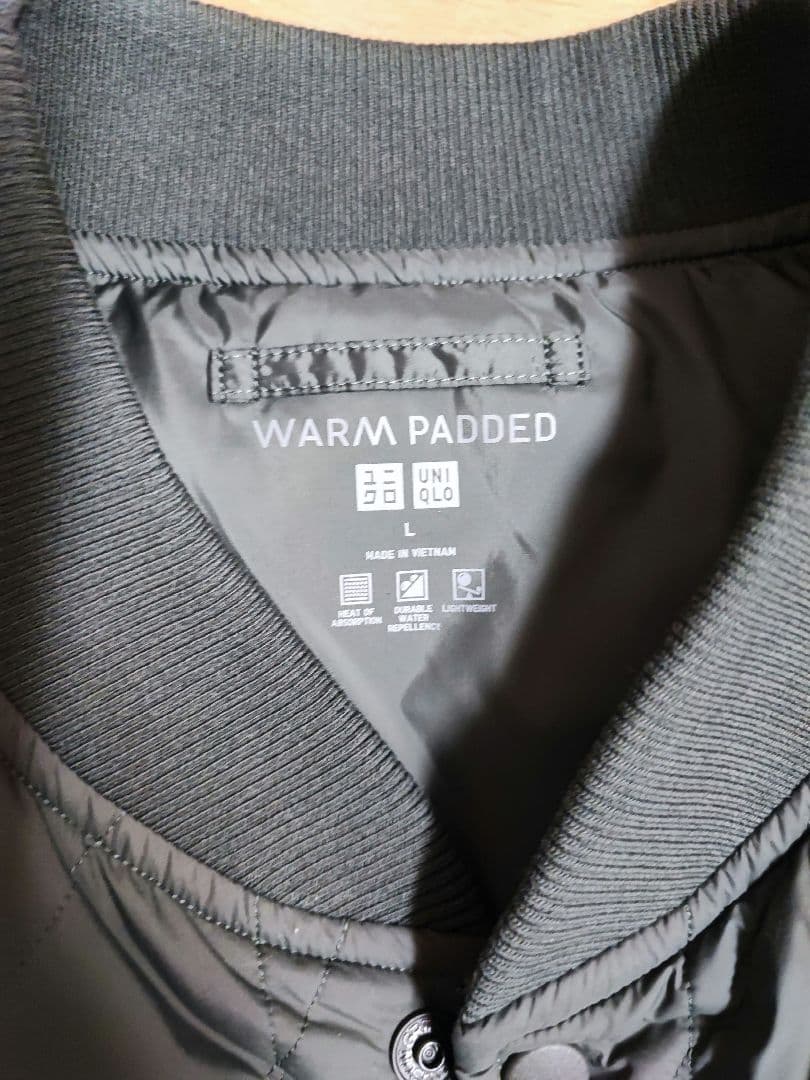 WARM PADDED
ユニ UNI
クロ QLO
L
MADE IN VIETNAM
HEAT OF ABSORPTION
DURABLE WATER REPELLENCY
LIGHTWEIGHT